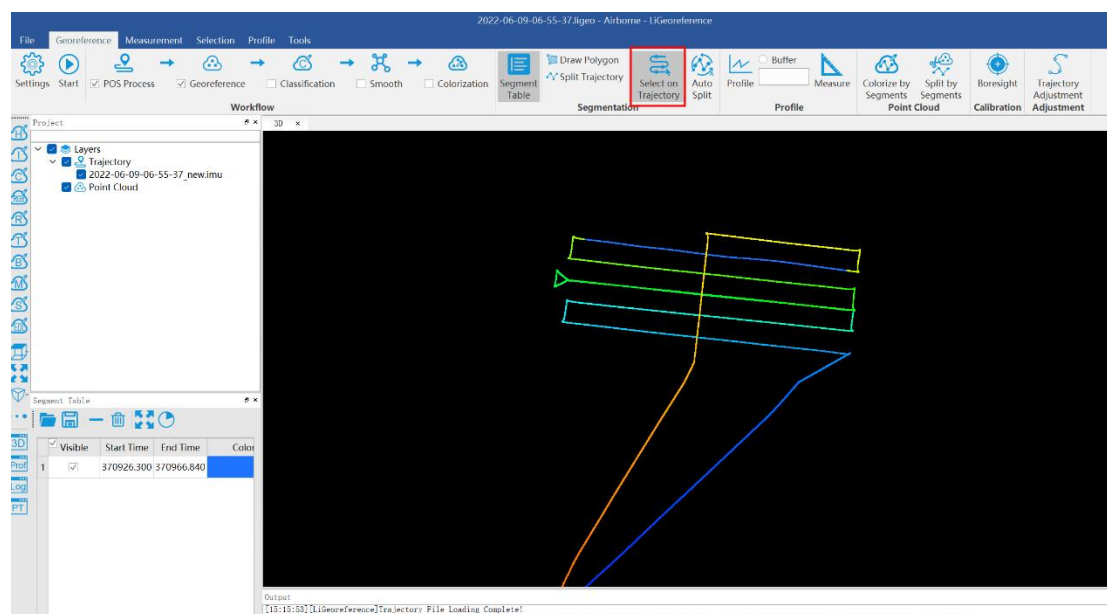 2022-06-09-06-55-37.ligeo - Airborne - LiGeoreference
File Georeference Measurement Selection Profile Tools
Settings Start POS Process Georeference Classification Smooth Colorization
Segment Table
Draw Polygon
Split Trajectory
Select on Trajectory
Auto Split
Profile Buffer Measure
Colorize by Segments
Split by Segments
Boresight
Trajectory Adjustment
Workflow Segmentation Profile Point Cloud Calibration Adjustment
Project
3D
Layers
Trajectory
2022-06-09-06-55-37_new.imu
Point Cloud
Segment Table
3D
Prof
Log
PT
Visible Start Time End Time Color
1 370926.300 370966.840
Output
[15:15:53][LiGeoreference]Trajectory File Loading Complete!